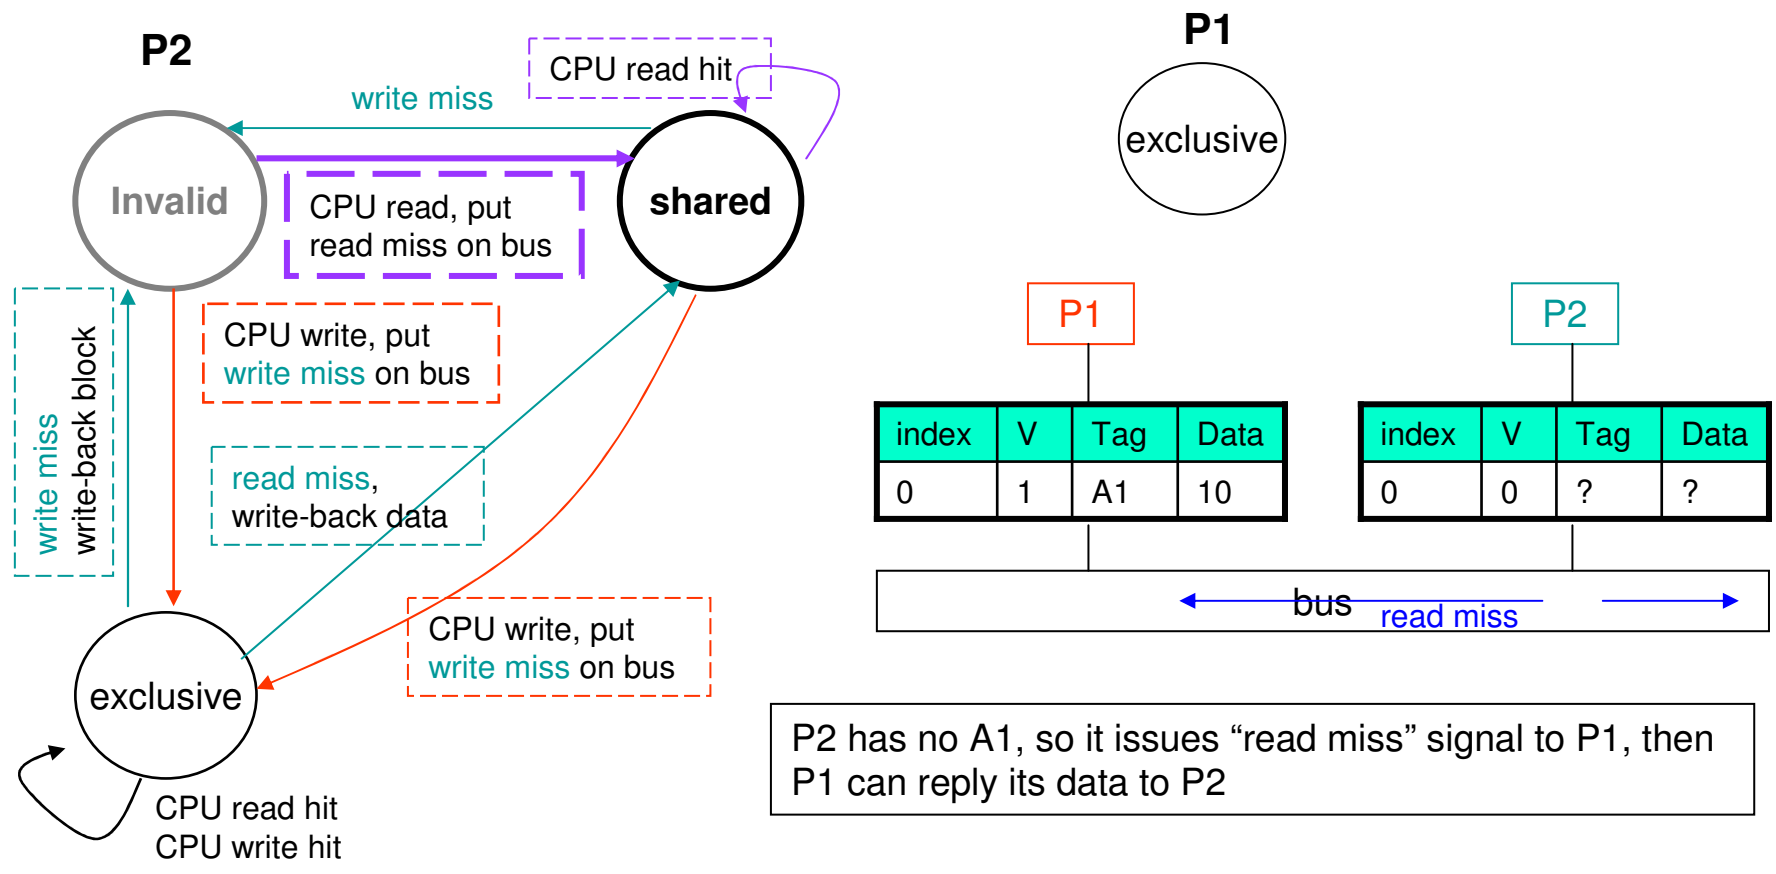 P2
P1
CPU read hit
write miss
exclusive
Invalid
shared
CPU read, put
read miss on bus
CPU write, put
write miss on bus
write miss
write-back block
read miss,
write-back data
CPU write, put
write miss on bus
exclusive
CPU read hit
CPU write hit
P1
P2
index V Tag Data
0 1 A1 10
index V Tag Data
0 0 ? ?
bus
read miss
P2 has no A1, so it issues “read miss” signal to P1, then
P1 can reply its data to P2